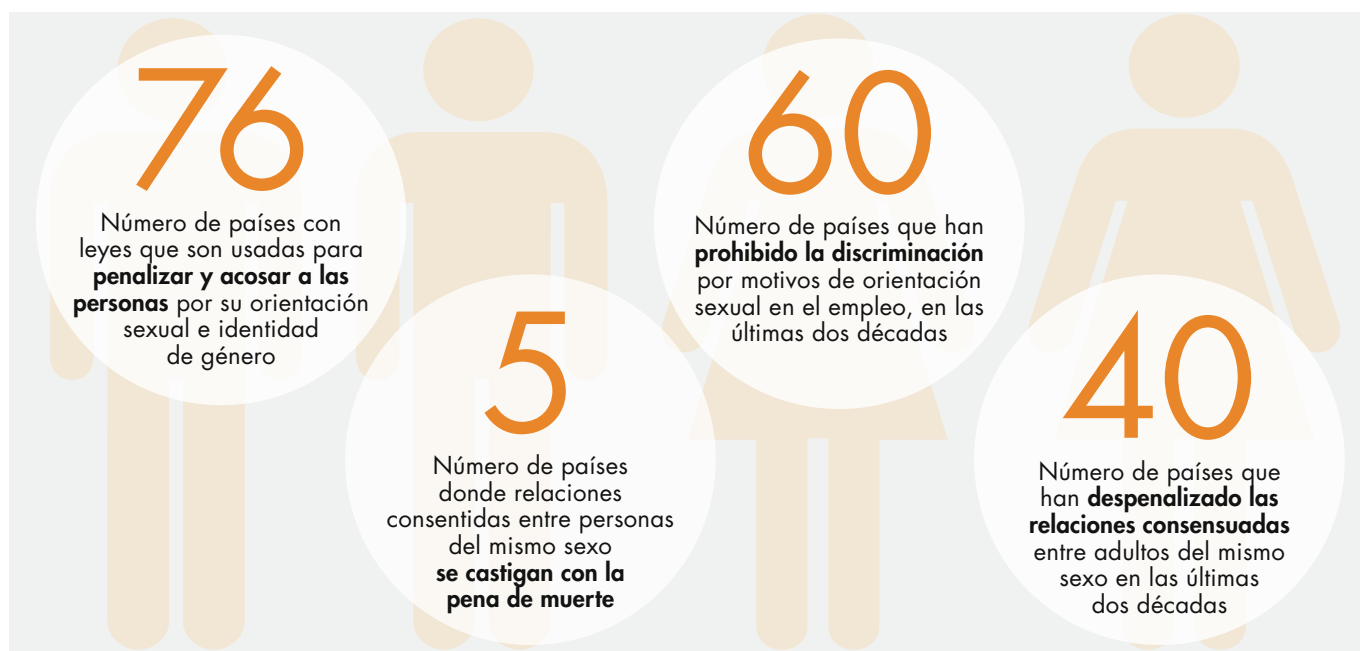 76
Número de países con
leyes que son usadas para
penalizar y acosar a las
personas por su orientación
sexual e identidad
de género
5
Número de países
donde relaciones
consentidas entre personas
del mismo sexo
se castigan con la
pena de muerte
60
Número de países que han
prohibido la discriminación
por motivos de orientación
sexual en el empleo, en las
últimas dos décadas
40
Número de países que
han despenalizado las
relaciones consensuadas
entre adultos del mismo
sexo en las últimas
dos décadas